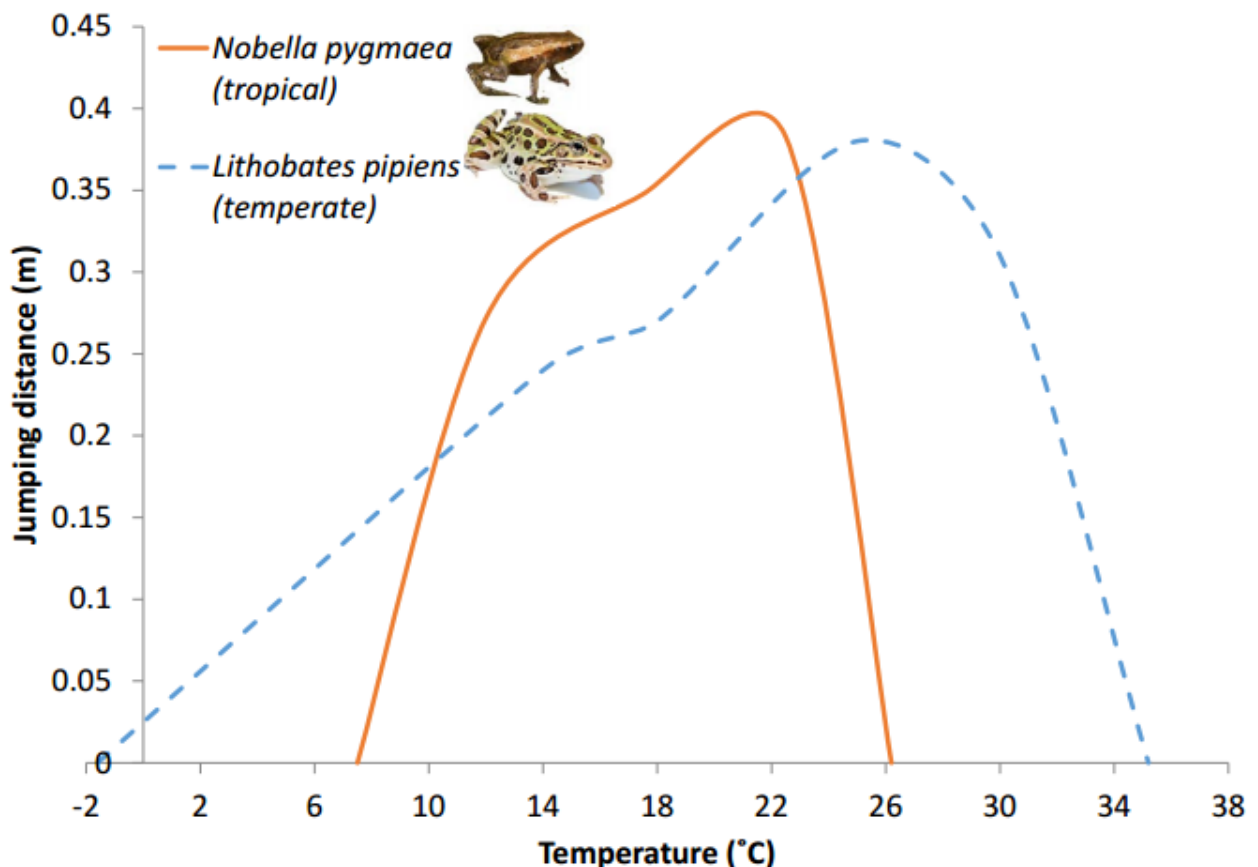 0.45
0.4
0.35
0.3
0.25
0.2
0.15
0.1
0.05
0
Jumping distance (m)
Nobella pygmaea
(tropical)
Lithobates pipiens
(temperate)
-2 2 6 10 14 18 22 26 30 34 38
Temperature (˚C)